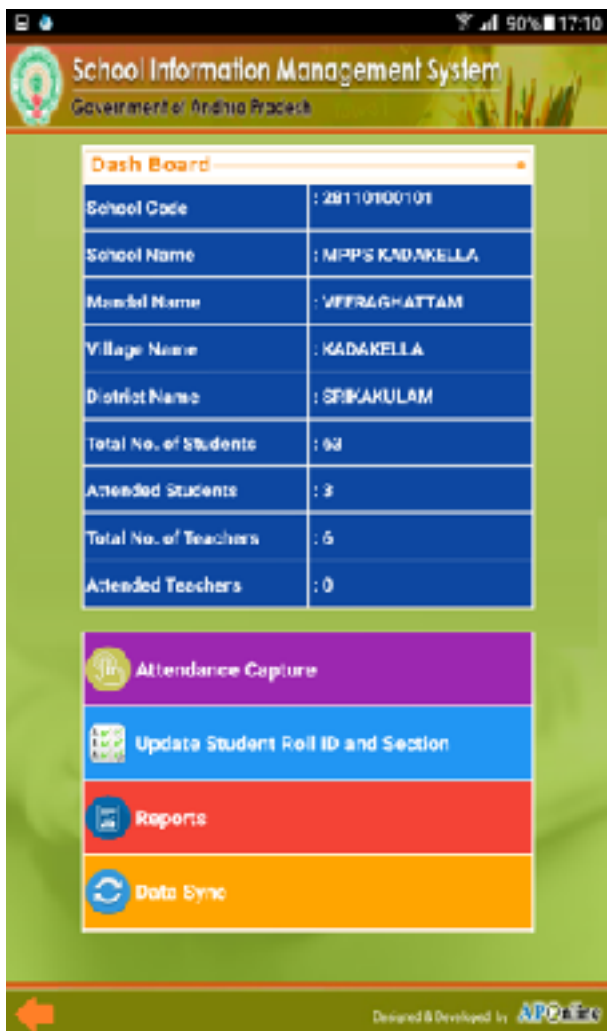 90% 17:10
School Information Management System
Government of Andhra Pradesh
Dash Board
School Code : 28110100101
School Name : MPPS KADAKELLA
Mandal Name : VEERAGHATTAM
Village Name : KADAKELLA
District Name : SRIKAKULAM
Total No. of Students : 63
Attended Students : 3
Total No. of Teachers : 6
Attended Teachers : 0
Attendance Capture
Update Student Roll ID and Section
Reports
Data Sync
Designed & Developed by APOnline